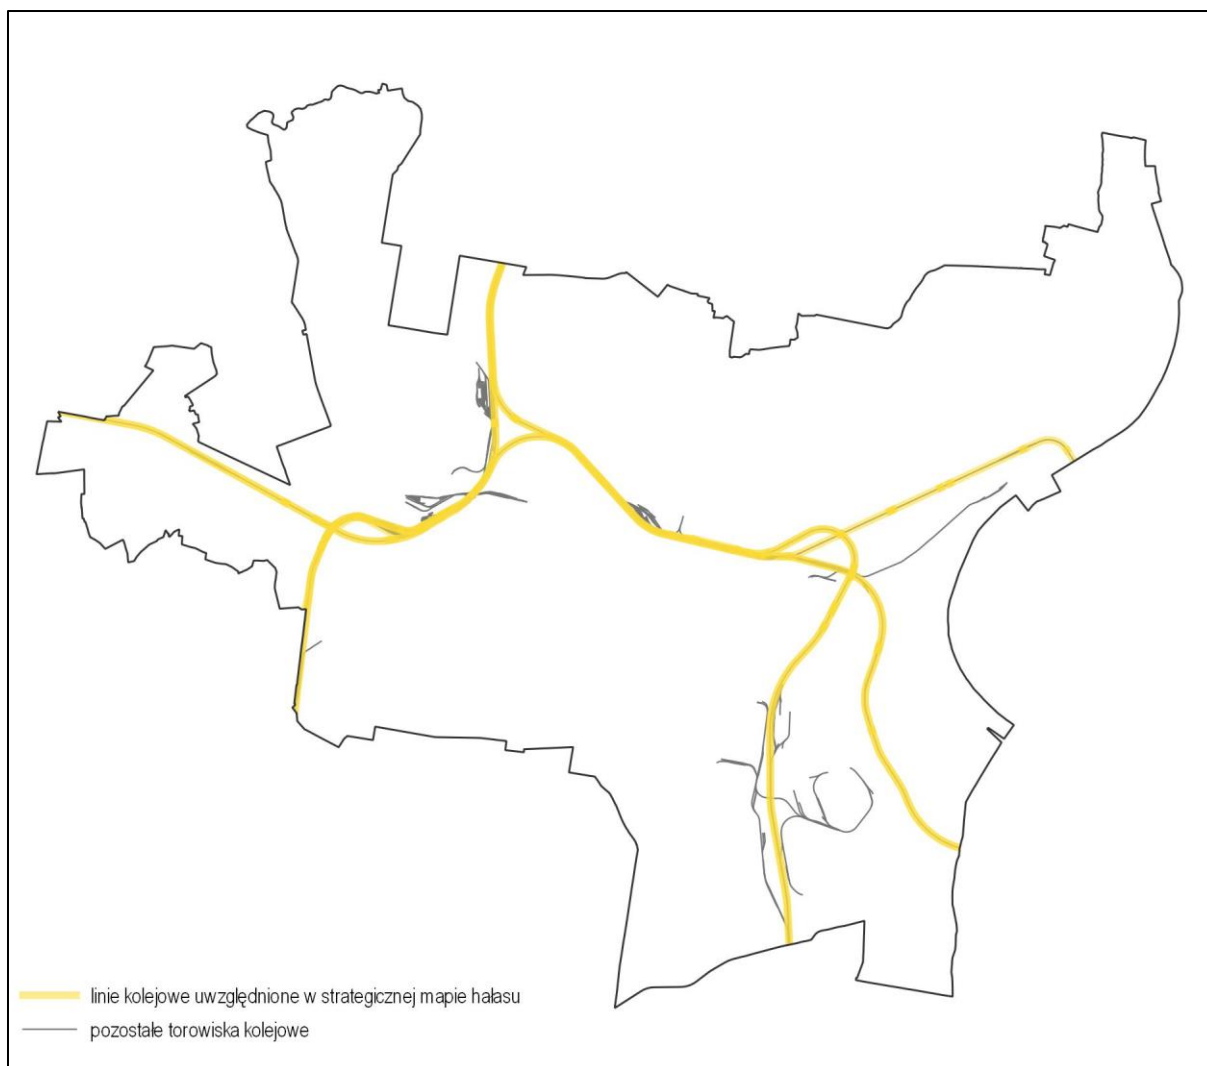 linie kolejowe uwzględnione w strategicznej mapie hałasu
pozostałe torowiska kolejowe